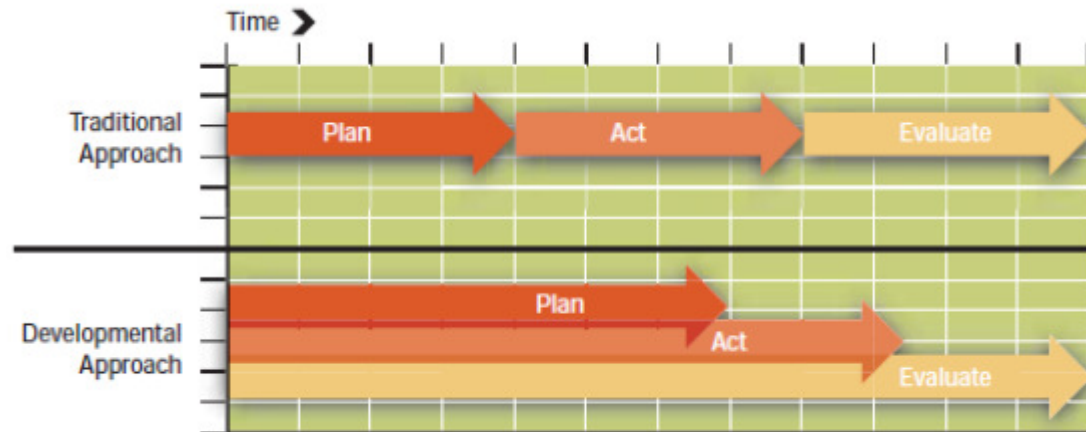 Time
Traditional
Approach
Plan
Act
Evaluate
Developmental
Approach
Plan
Act
Evaluate